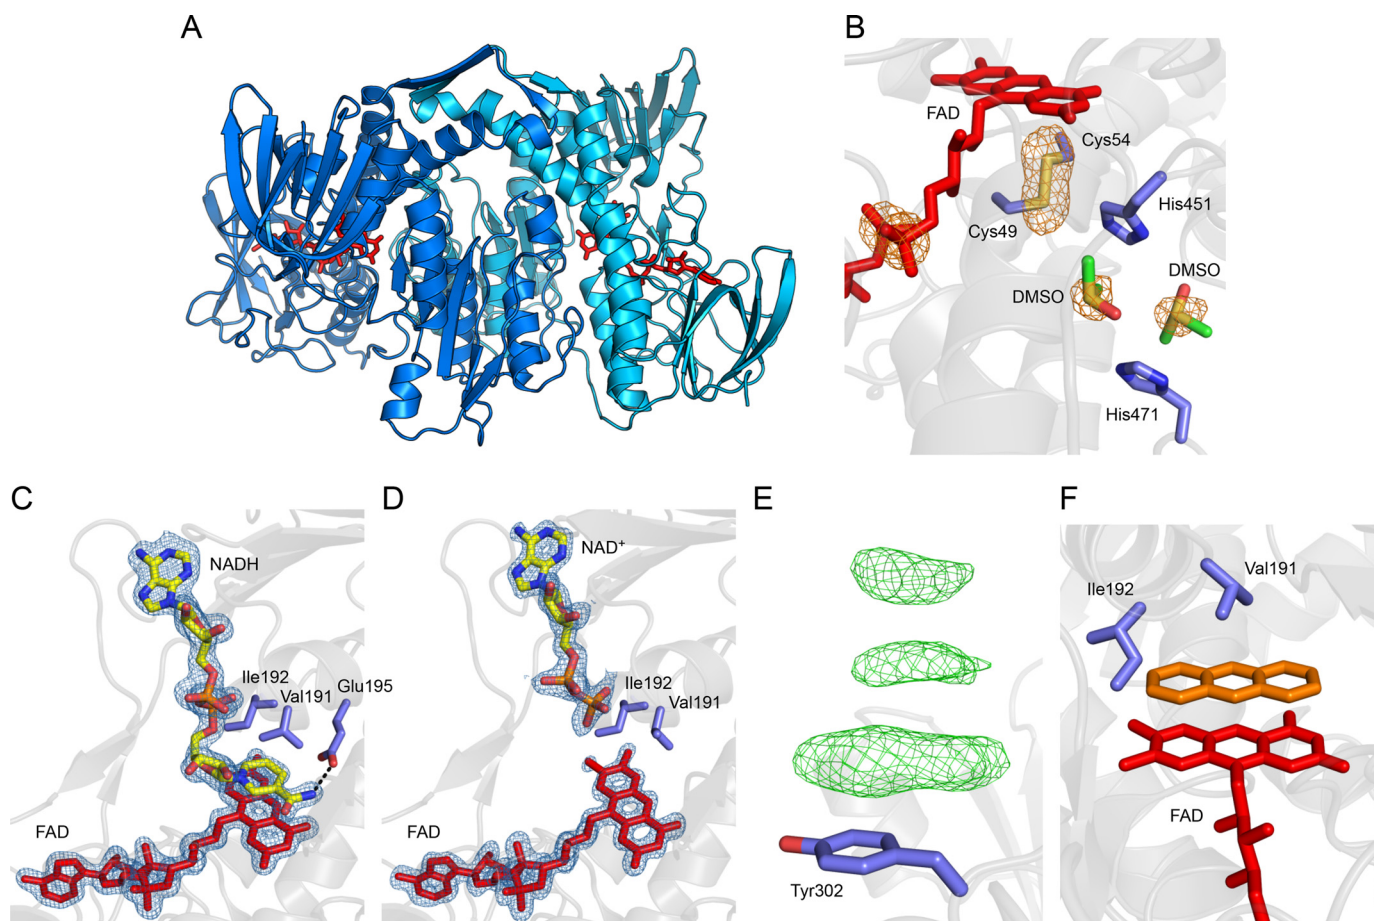 A
B
FAD
Cys54
Cys49
His451
DMSO
DMSO
His471
C
D
E
F
NADH
Ile192
Val191
Glu195
FAD
NAD⁺
Ile192
Val191
FAD
Tyr302
Val191
Ile192
FAD